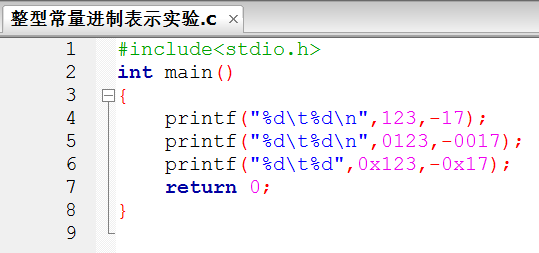 整型常量进制表示实验.c ×
1 #include<stdio.h>
2 int main()
3 {
4 printf("%d\t%d\n",123,-17);
5 printf("%d\t%d\n",0123,-0017);
6 printf("%d\t%d",0x123,-0x17);
7 return 0;
8 }
9